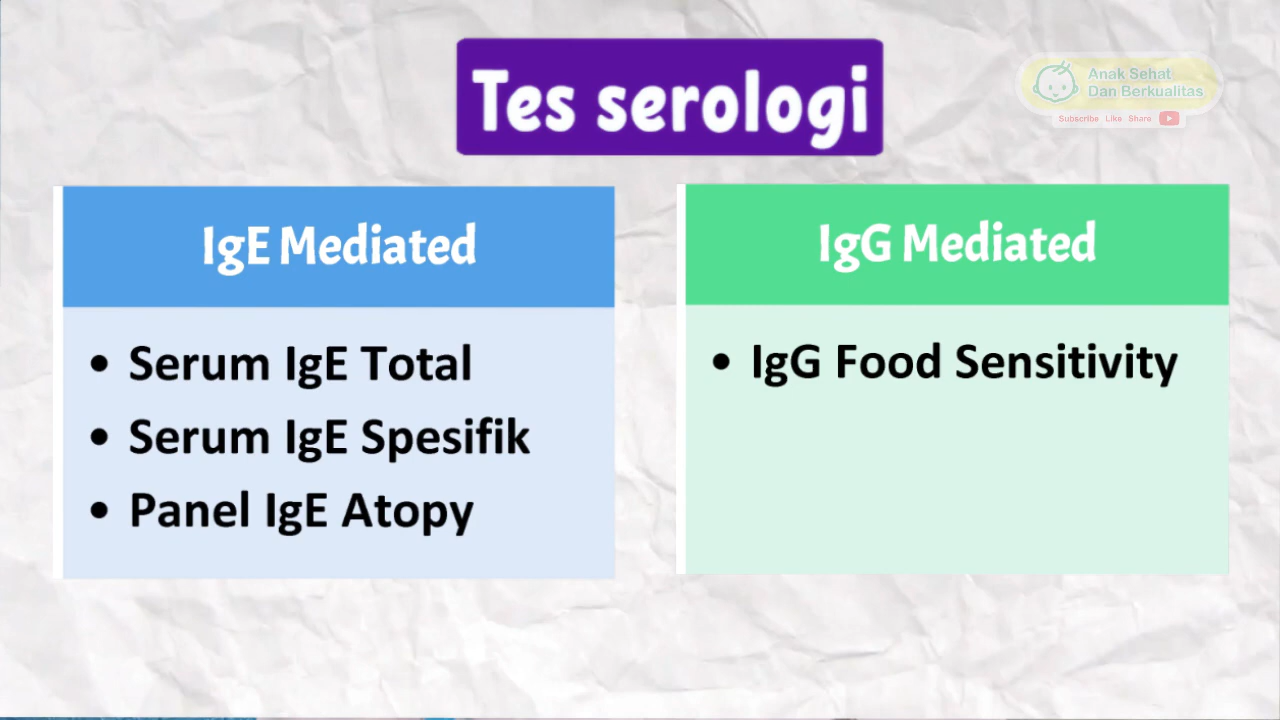 Tes serologi
Anak Sehat
Dan Berkualitas
Subscribe Like Share
IgE Mediated
• Serum IgE Total
• Serum IgE Spesifik
• Panel IgE Atopy
IgG Mediated
• IgG Food Sensitivity